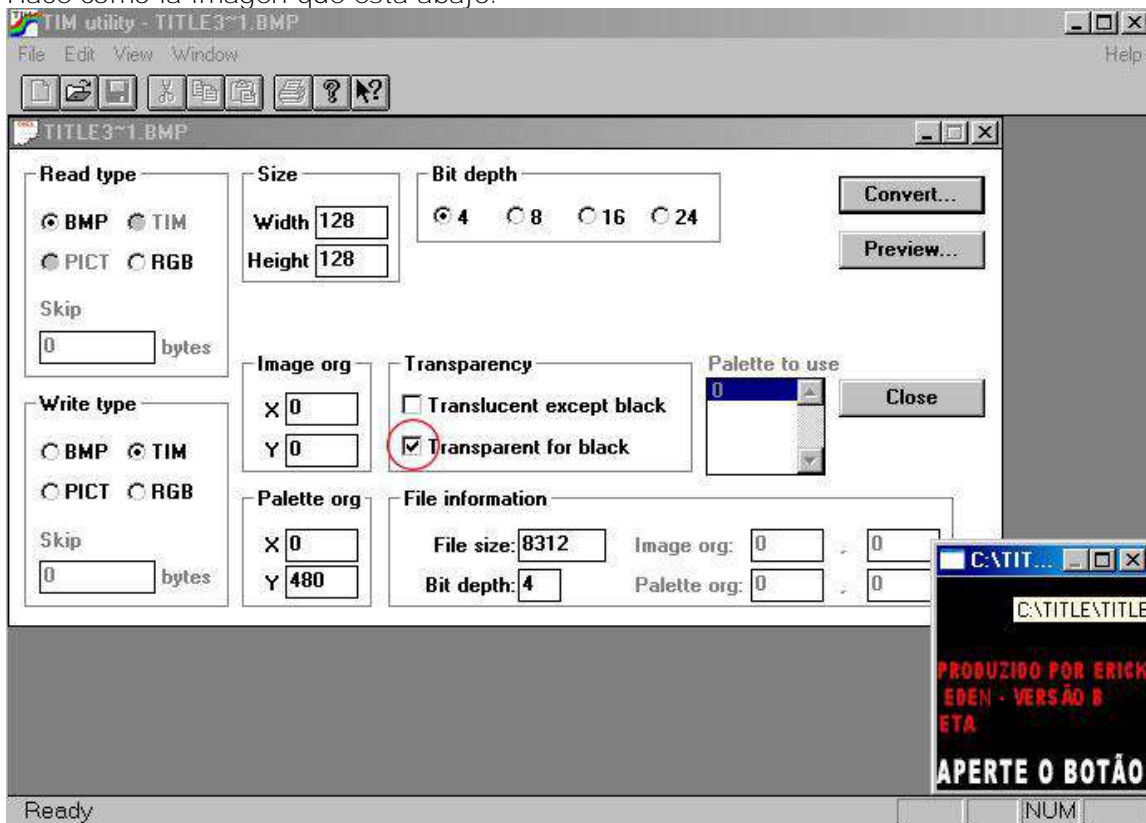 Hace como la imagen que está abajo:
TIM utility - TITLE3~1.BMP
File Edit View Window Help
TITLE3~1.BMP
Read type
BMP TIM
PICT RGB
Skip
0 bytes
Size
Width 128
Height 128
Bit depth
4 8 16 24
Convert...
Preview...
Image org
X 0
Y 0
Transparency
Translucent except black
Transparent for black
Palette to use
0
Close
Write type
BMP TIM
PICT RGB
Skip
0 bytes
Palette org
X 0
Y 480
File information
File size: 8312 Image org: 0 , 0
Bit depth: 4 Palette org: 0 , 0
C:\TIT...
C:\TITLE\TITLE
PRODUZIDO POR ERICK
EDEN - VERSÃO B
ETA
APERTE O BOTÃO
Ready NUM